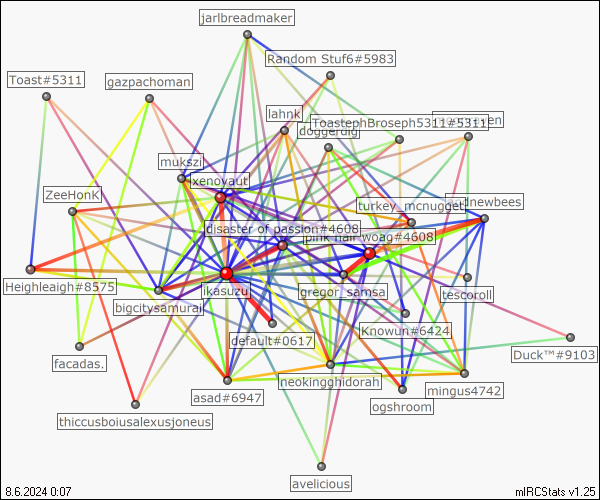 jarlbreadmaker
Random Stuf6#5983
Toast#5311
gazpachoman
lahnk
ToastephBroseph5311#5311
doggerdig
mukszi
xenoyaut
ZeeHonK
turkey_mcnugget
newbees
disaster of passion#4608
pink hair woag#4608
Heighleaigh#8575
ikasuzu
gregor_samsa
tescoroll
bigcitysamurai
default#0617
Knowun#6424
facadas.
Duck™#9103
neokingghidorah
mingus4742
asad#6947
ogshroom
thiccusboiusalexusjoneus
avelicious
8.6.2024 0:07
mIRCStats v1.25